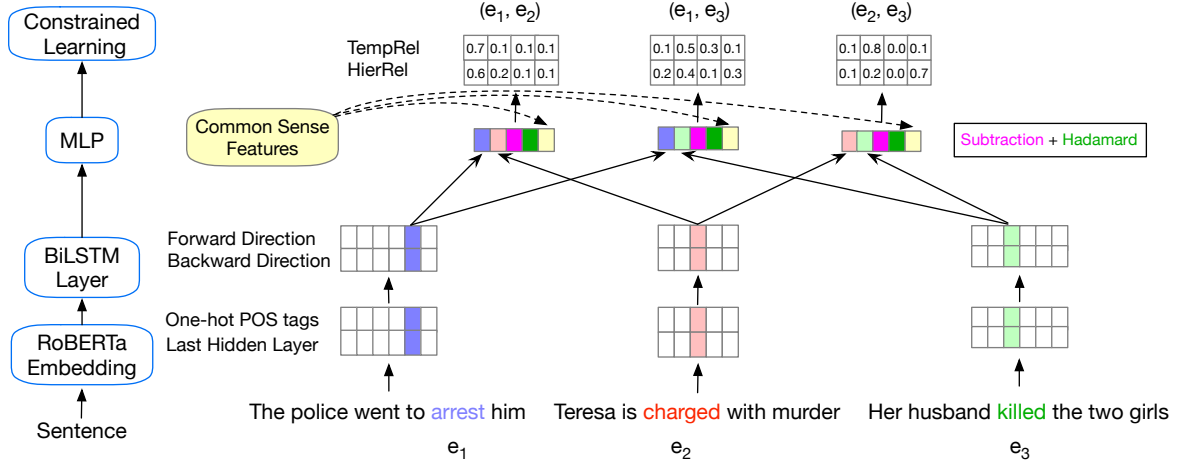 Constrained
Learning
MLP
BiLSTM
Layer
RoBERTa
Embedding
Sentence
(e1, e2) (e1, e3) (e2, e3)
TempRel
HierRel
0.7 0.1 0.1 0.1
0.6 0.2 0.1 0.1
0.1 0.5 0.3 0.1
0.2 0.4 0.1 0.3
0.1 0.8 0.0 0.1
0.1 0.2 0.0 0.7
Common Sense
Features
Subtraction + Hadamard
Forward Direction
Backward Direction
One-hot POS tags
Last Hidden Layer
The police went to arrest him
e1
Teresa is charged with murder
e2
Her husband killed the two girls
e3